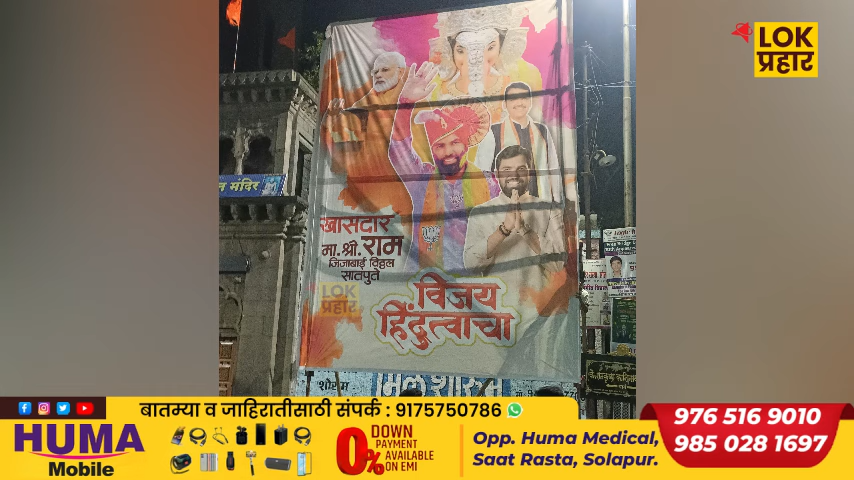 LOK
प्रहार
न मंदिर
खासदार
मा.श्री.राम
जिजाबाई विठ्ठल
सातपुते
LOK
प्रहार
विजय
हिंदुत्वाचा
बातम्या व जाहिरातीसाठी संपर्क : 9175750786
HUMA
Mobile
0% DOWN
PAYMENT
AVAILABLE
ON EMI
Opp. Huma Medical,
Saat Rasta, Solapur.
976 516 9010
985 028 1697